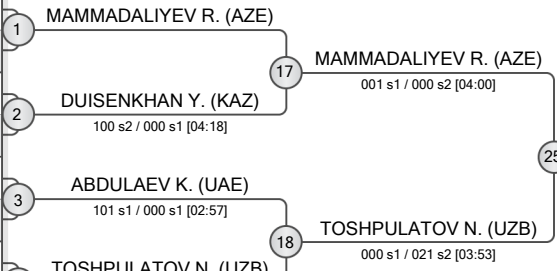 MAMMADALIYEV R. (AZE)
1
17
MAMMADALIYEV R. (AZE)
001 s1 / 000 s2 [04:00]
DUISENKHAN Y. (KAZ)
2
100 s2 / 000 s1 [04:18]
25
ABDULAEV K. (UAE)
3
101 s1 / 000 s1 [02:57]
18
TOSHPULATOV N. (UZB)
000 s1 / 021 s2 [03:53]
TOSHPULATOV N. (UZB)